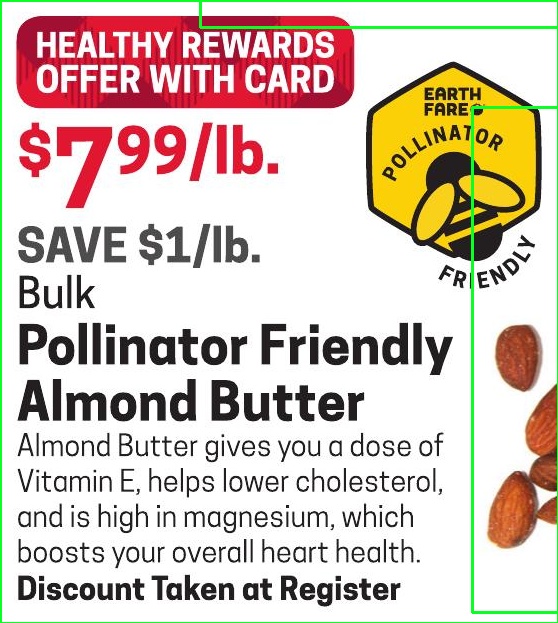 HEALTHY REWARDS
OFFER WITH CARD
$7.99/lb.
SAVE $1/lb.
Bulk
Pollinator Friendly
Almond Butter
Almond Butter gives you a dose of
Vitamin E, helps lower cholesterol,
and is high in magnesium, which
boosts your overall heart health.
Discount Taken at Register
EARTH
FARE
POLLINATOR
FRIENDLY